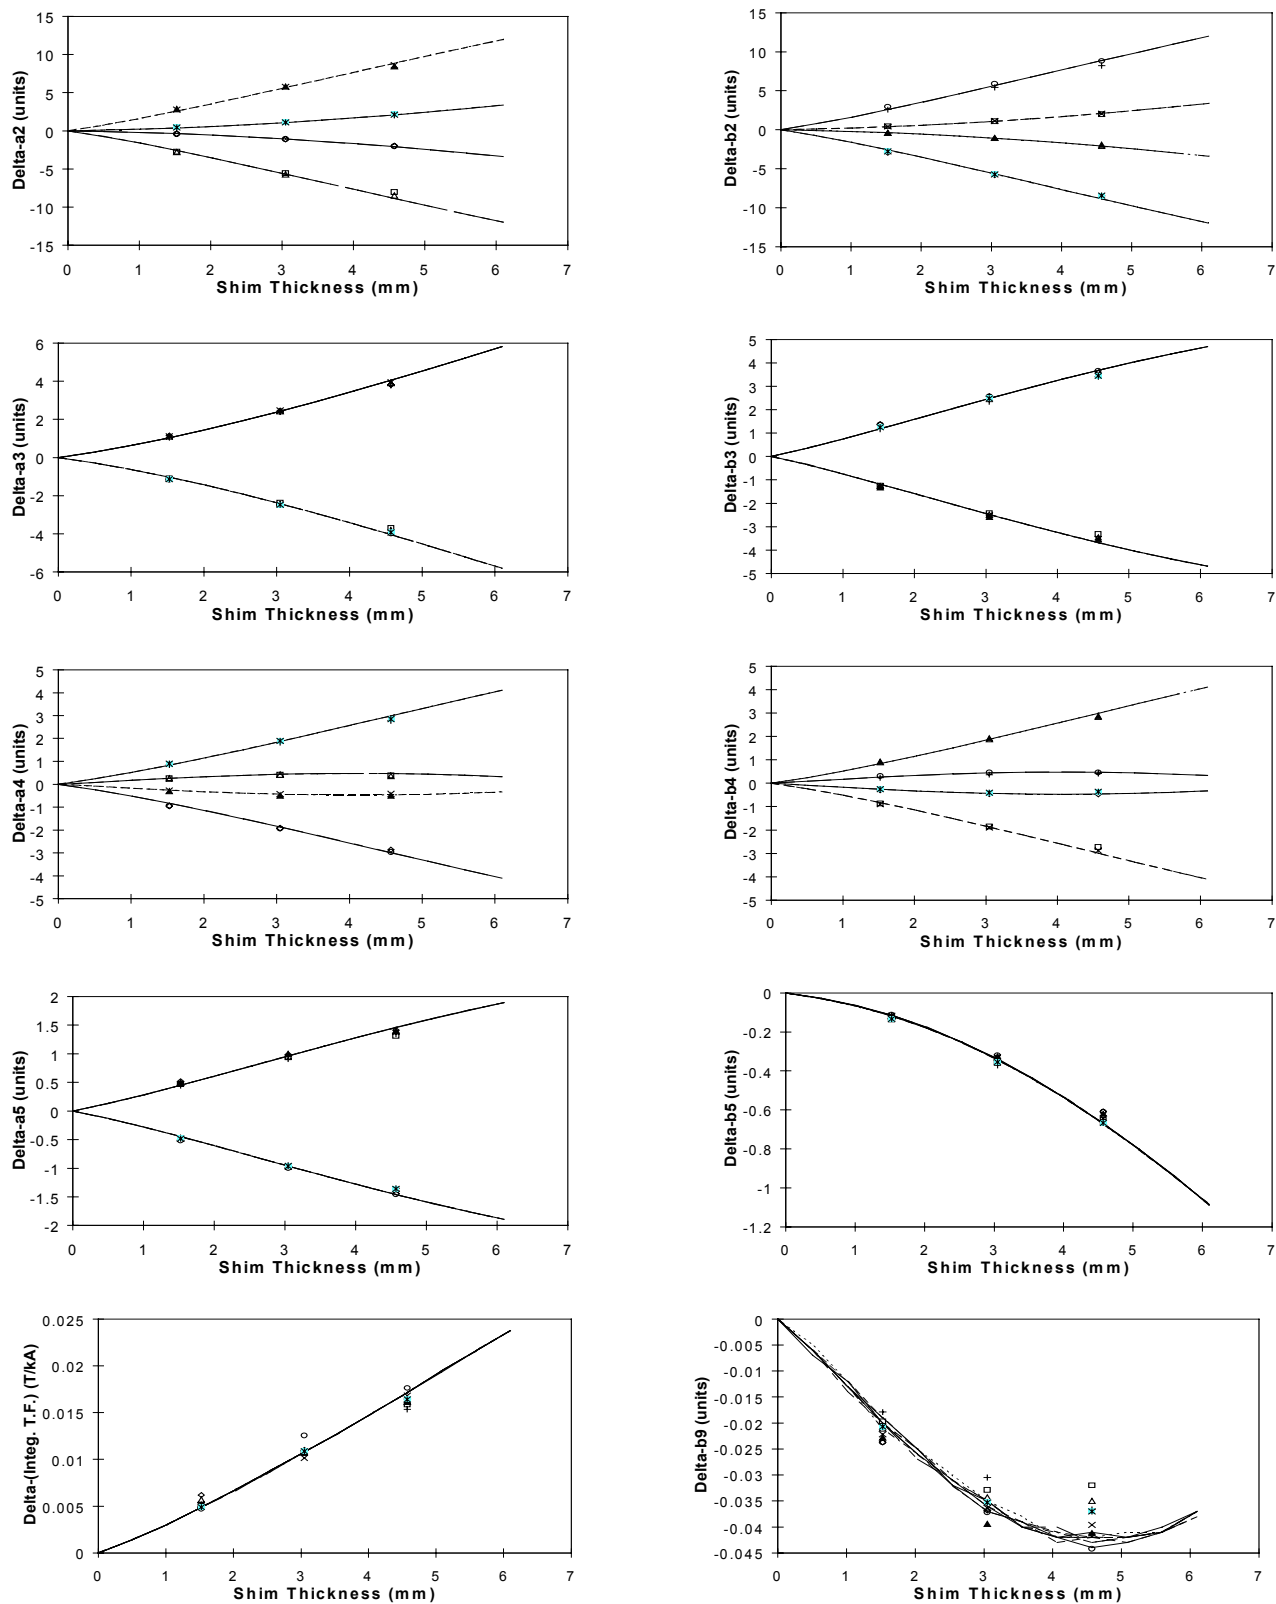 Delta-a2 (units)
15
10
5
0
-5
-10
-15
0 1 2 3 4 5 6 7
Shim Thickness (mm)
Delta-b2 (units)
15
10
5
0
-5
-10
-15
0 1 2 3 4 5 6 7
Shim Thickness (mm)
Delta-a3 (units)
6
4
2
0
-2
-4
-6
0 1 2 3 4 5 6 7
Shim Thickness (mm)
Delta-b3 (units)
5
4
3
2
1
0
-1
-2
-3
-4
-5
0 1 2 3 4 5 6 7
Shim Thickness (mm)
Delta-a4 (units)
5
4
3
2
1
0
-1
-2
-3
-4
-5
0 1 2 3 4 5 6 7
Shim Thickness (mm)
Delta-b4 (units)
5
4
3
2
1
0
-1
-2
-3
-4
-5
0 1 2 3 4 5 6 7
Shim Thickness (mm)
Delta-a5 (units)
2
1.5
1
0.5
0
-0.5
-1
-1.5
-2
0 1 2 3 4 5 6 7
Shim Thickness (mm)
Delta-b5 (units)
0
-0.2
-0.4
-0.6
-0.8
-1
-1.2
0 1 2 3 4 5 6 7
Shim Thickness (mm)
Delta-(Integ. T.F.) (T/kA)
0.025
0.02
0.015
0.01
0.005
0
0 1 2 3 4 5 6 7
Shim Thickness (mm)
Delta-b9 (units)
0
-0.005
-0.01
-0.015
-0.02
-0.025
-0.03
-0.035
-0.04
-0.045
0 1 2 3 4 5 6 7
Shim Thickness (mm)